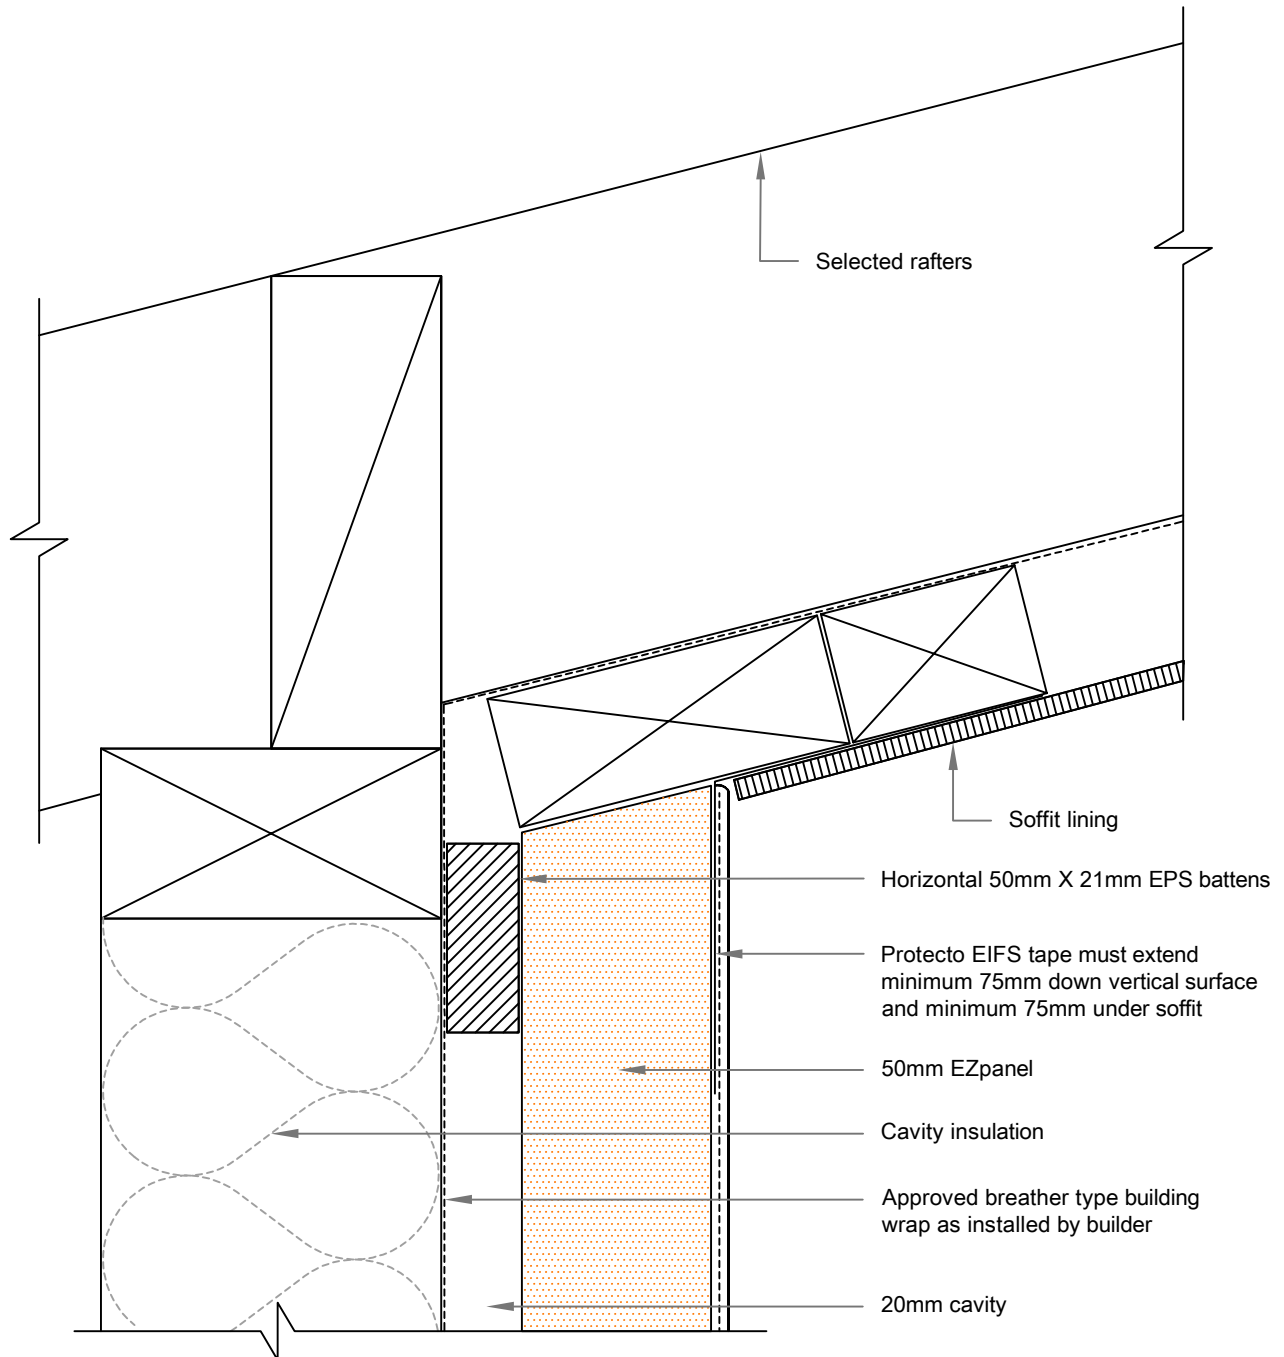 Selected rafters
Soffit lining
Horizontal 50mm X 21mm EPS battens
Protecto EIFS tape must extend
minimum 75mm down vertical surface
and minimum 75mm under soffit
50mm EZpanel
Cavity insulation
Approved breather type building
wrap as installed by builder
20mm cavity